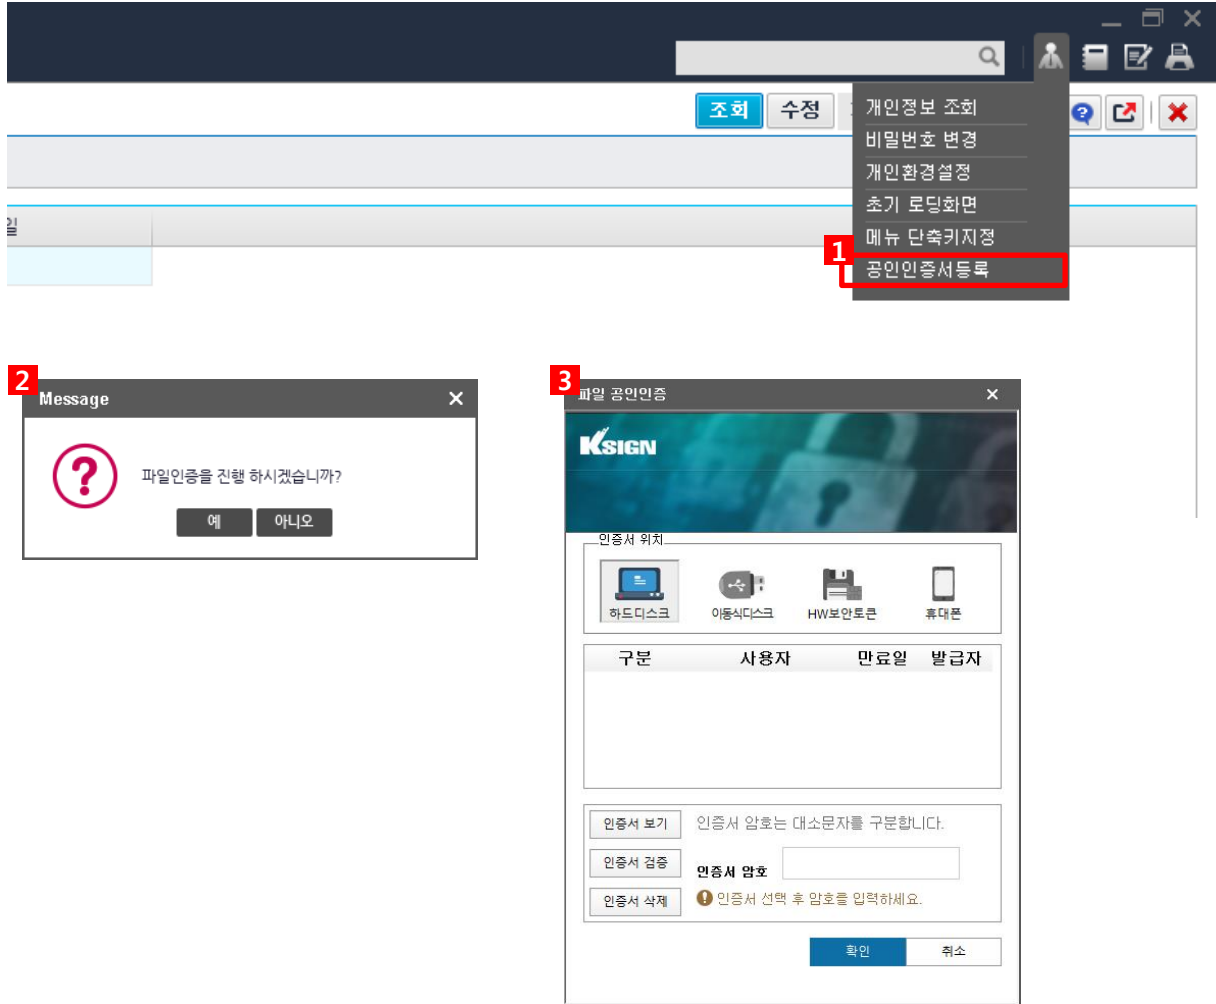 조회
수정
개인정보 조회
비밀번호 변경
개인환경설정
초기 로딩화면
메뉴 단축키지정
1
공인인증서등록
일
2
Message
파일인증을 진행 하시겠습니까?
예
아니오
3
파일 공인인증
KSIGN
인증서 위치
하드디스크
이동식디스크
HW보안토큰
휴대폰
구분 사용자 만료일 발급자
인증서 보기
인증서 암호는 대소문자를 구분합니다.
인증서 검증
인증서 암호
인증서 삭제
인증서 선택 후 암호를 입력하세요.
확인
취소